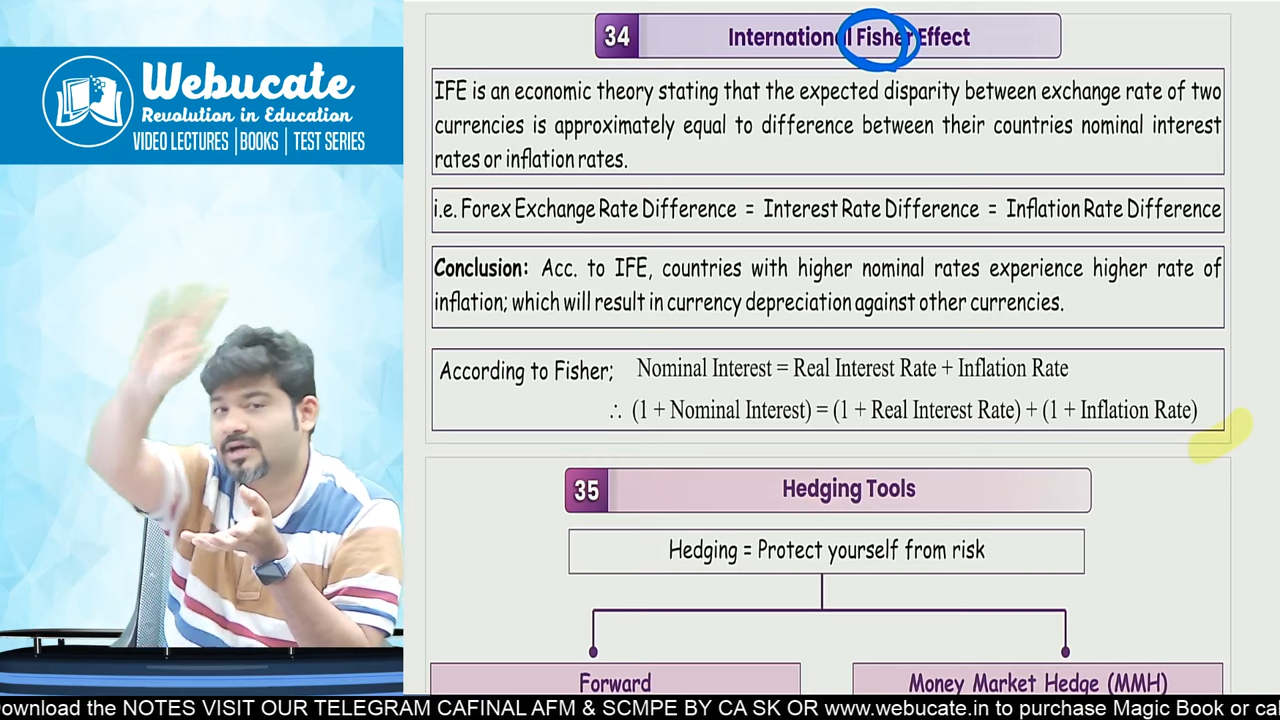 Webucate
Revolution in Education
VIDEO LECTURES | BOOKS | TEST SERIES
34 International Fisher Effect
IFE is an economic theory stating that the expected disparity between exchange rate of two
currencies is approximately equal to difference between their countries nominal interest
rates or inflation rates.
i.e. Forex Exchange Rate Difference = Interest Rate Difference = Inflation Rate Difference
Conclusion: Acc. to IFE, countries with higher nominal rates experience higher rate of
inflation; which will result in currency depreciation against other currencies.
According to Fisher; Nominal Interest = Real Interest Rate + Inflation Rate
∴ (1 + Nominal Interest) = (1 + Real Interest Rate) + (1 + Inflation Rate)
35 Hedging Tools
Hedging = Protect yourself from risk
Forward
Money Market Hedge (MMH)
ownload the NOTES VISIT OUR TELEGRAM CAFINAL AFM & SCMPE BY CA SK OR www.webucate.in to purchase Magic Book or cal